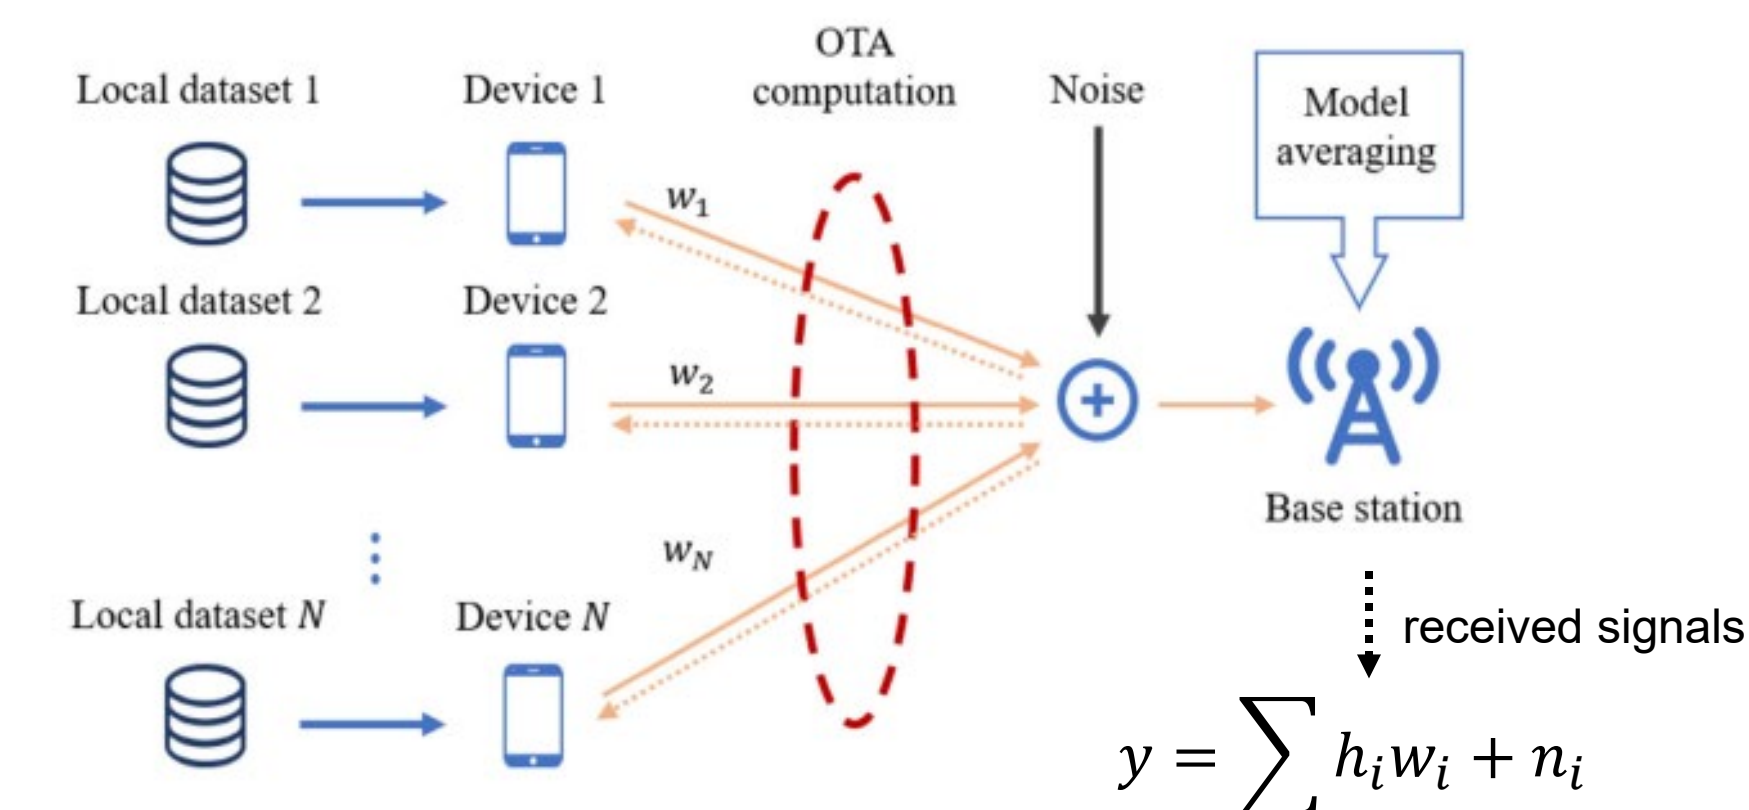 OTA
computation
Local dataset 1
Device 1
Noise
Model
averaging
w₁
Local dataset 2
Device 2
w₂
Base station
w_N
Local dataset N
Device N
received signals
y = ∑ hᵢwᵢ + nᵢ